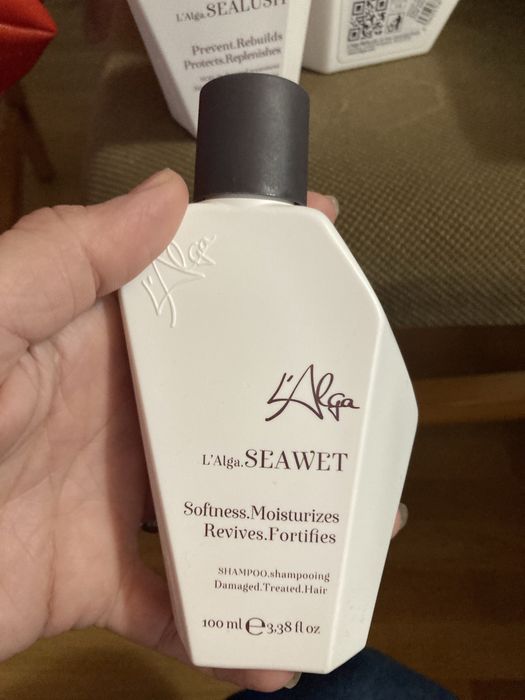 L'Alga.SEALUSH
Prevent.Rebuilds
Protects.Replenishes
L'Alga
L'Alga
L'Alga.SEAWET
Softness.Moisturizes
Revives.Fortifies
SHAMPOO.shampooing
Damaged.Treated.Hair
100 ml ℮ 3,38 fl oz